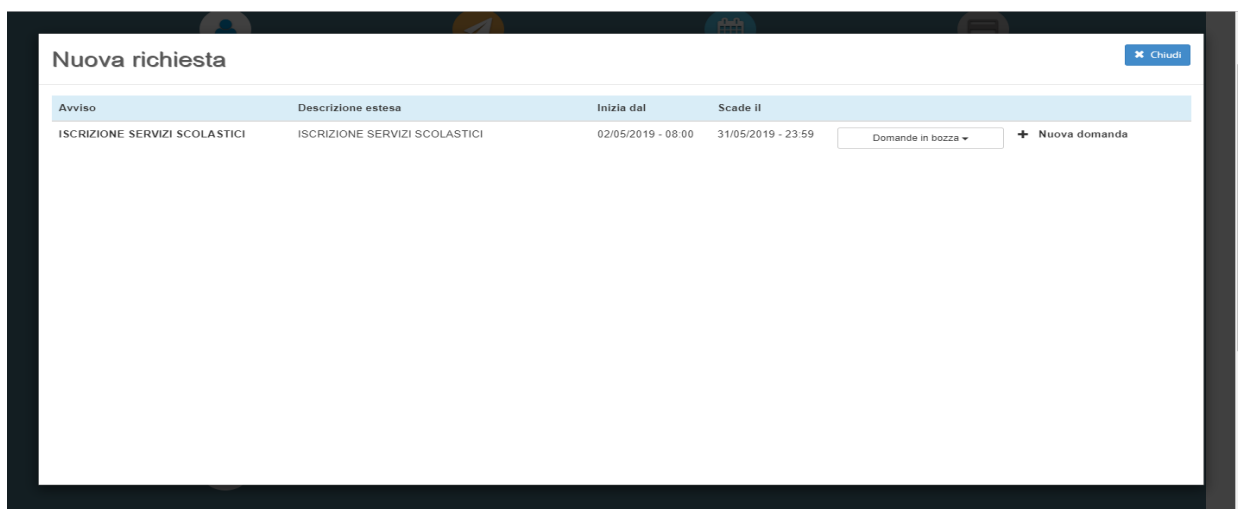 Nuova richiesta
✖ Chiudi
Avviso Descrizione estesa Inizia dal Scade il
ISCRIZIONE SERVIZI SCOLASTICI ISCRIZIONE SERVIZI SCOLASTICI 02/05/2019 - 08:00 31/05/2019 - 23:59 Domande in bozza + Nuova domanda